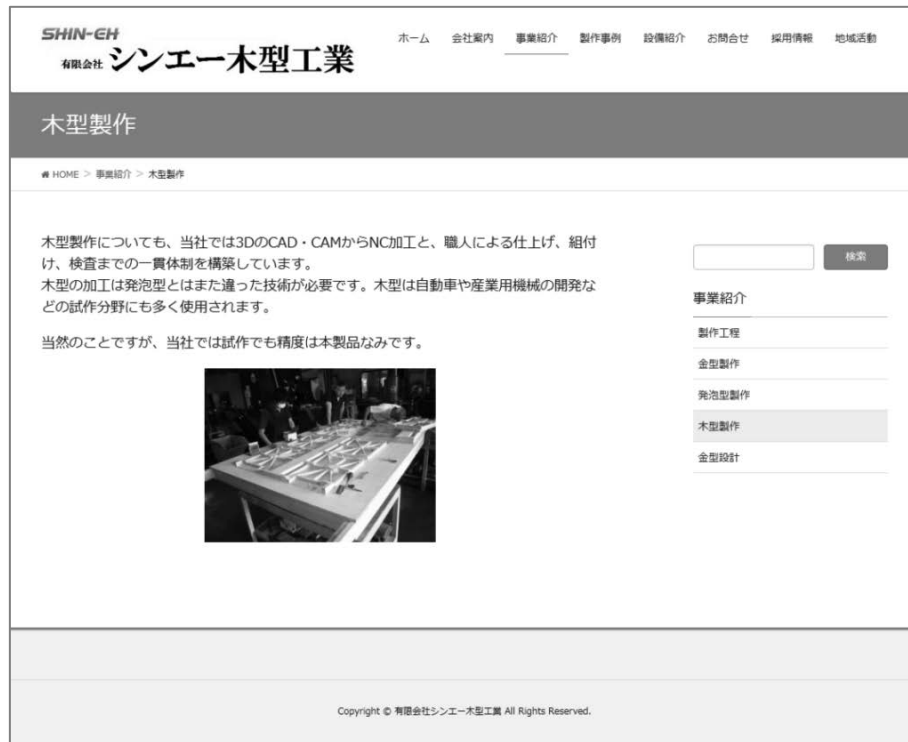 SHIN-EH
有限会社 シンエー木型工業
ホーム 会社案内 事業紹介 製作事例 設備紹介 お問合せ 採用情報 地域活動
木型製作
HOME > 事業紹介 > 木型製作
木型製作についても、当社では3DのCAD・CAMからNC加工と、職人による仕上げ、組付
け、検査までの一貫体制を構築しています。
木型の加工は発泡型とはまた違った技術が必要です。木型は自動車や産業用機械の開発な
どの試作分野にも多く使用されます。
当然のことですが、当社では試作でも精度は本製品なみです。
検索
事業紹介
製作工程
金型製作
発泡型製作
木型製作
金型設計
Copyright © 有限会社シンエー木型工業 All Rights Reserved.